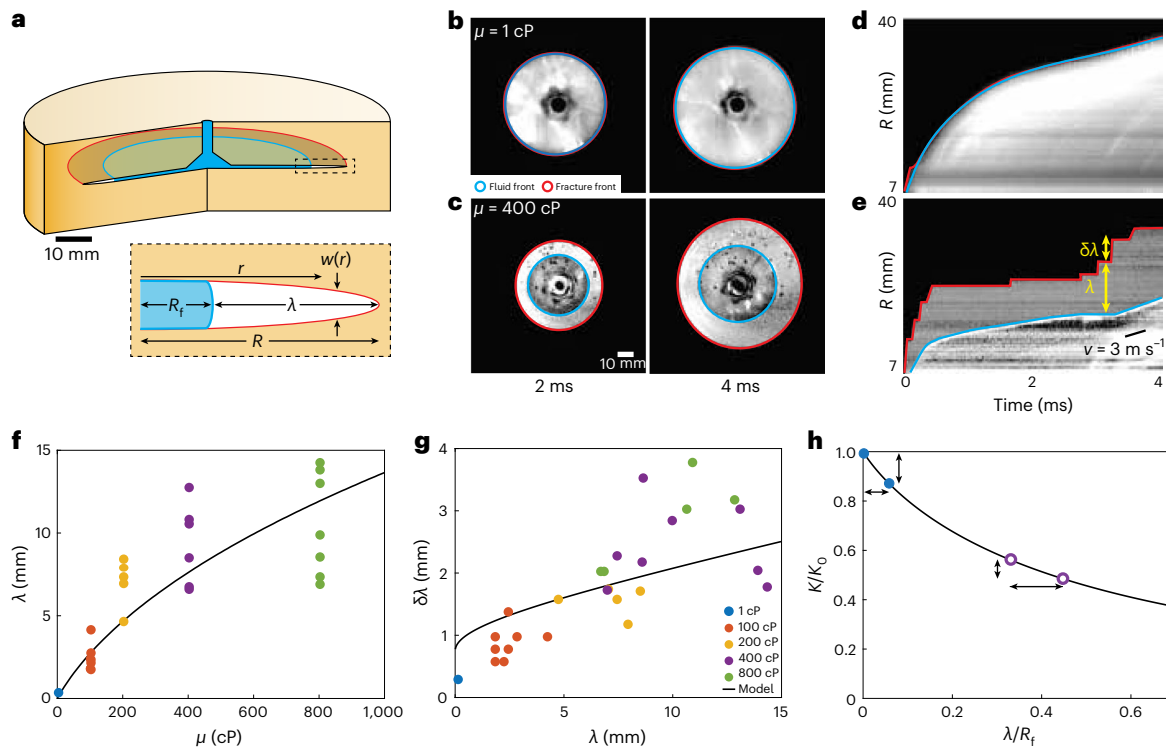 a
10 mm
r
w(r)
Rf
λ
R
b
μ = 1 cP
Fluid front Fracture front
c
μ = 400 cP
10 mm
2 ms
4 ms
d
40
R (mm)
7
e
40
R (mm)
7
δλ
λ
v = 3 m s⁻¹
0
2
4
Time (ms)
f
15
10
5
0
λ (mm)
0
200
400
600
800
1,000
μ (cP)
g
4
3
2
1
0
δλ (mm)
1 cP
100 cP
200 cP
400 cP
800 cP
Model
0
5
10
15
λ (mm)
h
1.0
0.8
0.6
0.4
0.2
0
K/K₀
0
0.2
0.4
0.6
λ/Rf